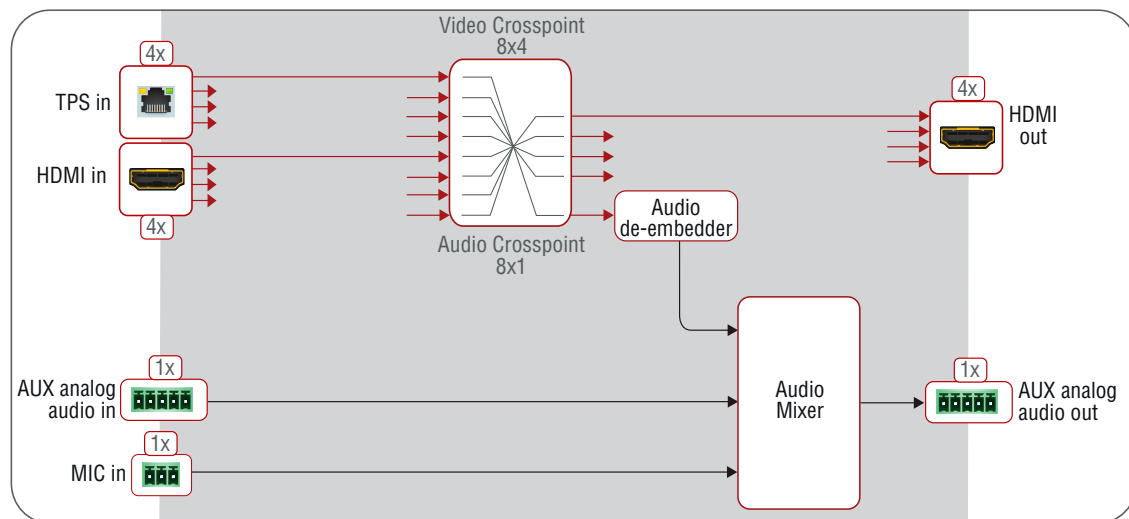 Video Crosspoint
8x4
4x
TPS in
HDMI in
4x
4x
HDMI
out
Audio
de-embedder
Audio Crosspoint
8x1
1x
AUX analog
audio in
1x
MIC in
Audio
Mixer
1x
AUX analog
audio out